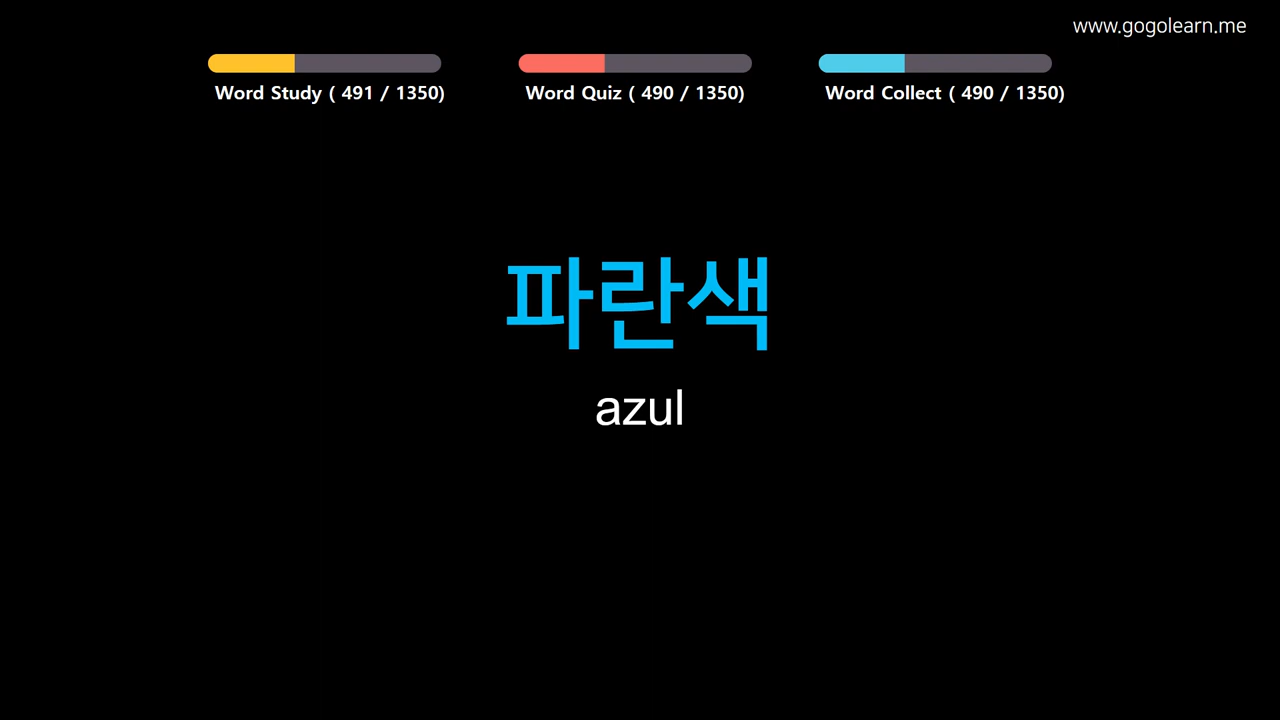 www.gogolearn.me
Word Study ( 491 / 1350)
Word Quiz ( 490 / 1350)
Word Collect ( 490 / 1350)
파란색
azul